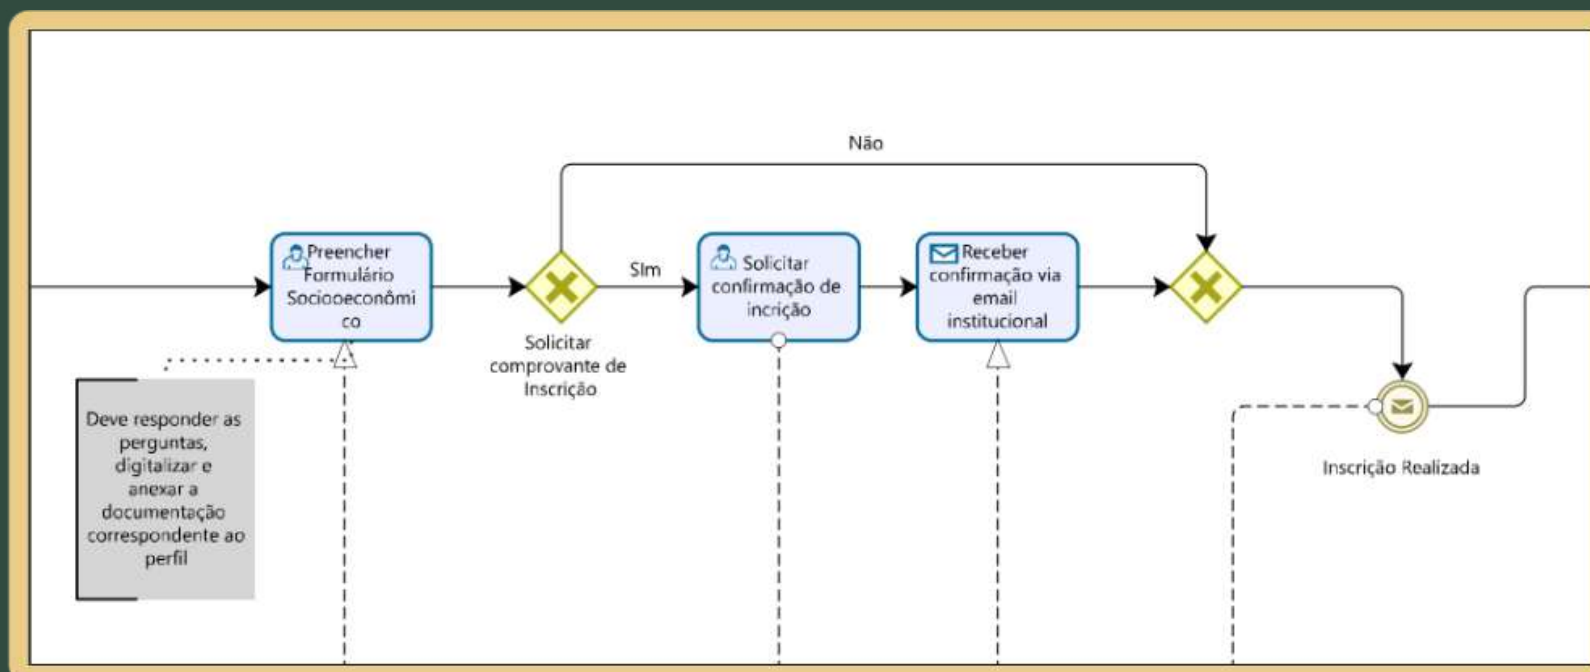 Não
Preencher
Formulário
Sociooeconômi
co
SIm
Solicitar
confirmação de
incrição
Receber
confirmação via
email
institucional
Solicitar
comprovante de
Inscrição
Deve responder as
perguntas,
digitalizar e
anexar a
documentação
correspondente ao
perfil
Inscrição Realizada